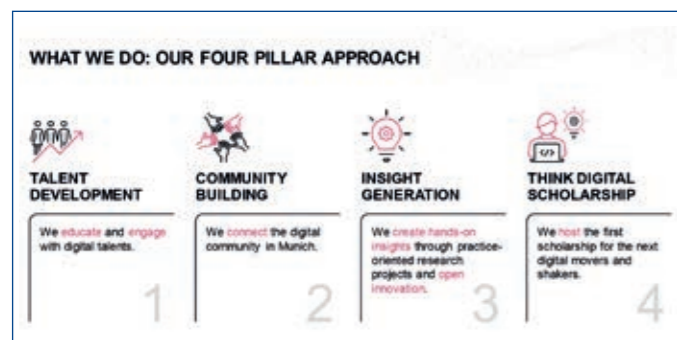 WHAT WE DO: OUR FOUR PILLAR APPROACH
TALENT
DEVELOPMENT
We educate and engage
with digital talents.
1
COMMUNITY
BUILDING
We connect the digital
community in Munich.
2
INSIGHT
GENERATION
We create hands-on
insights through practice-
oriented research
projects and open
innovation.
3
</>
THINK DIGITAL
SCHOLARSHIP
We host the first
scholarship for the next
digital movers and
shakers.
4